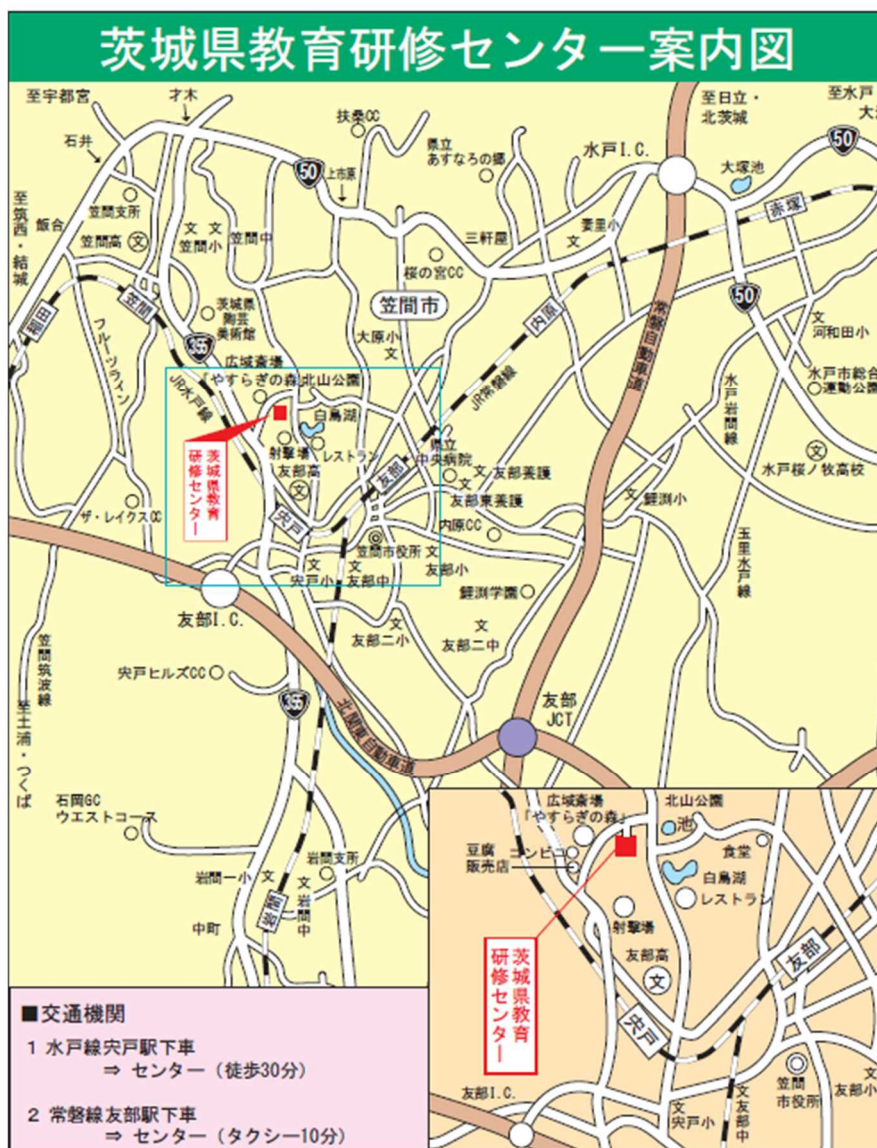 茨城県教育研修センター案内図
至宇都宮
才木
石井
扶桑CC
県立
あすなろの郷
水戸I.C.
至日立・
北茨城
至水戸
大塚池
50
50
上市原
至筑西・結城
飯合
笠間支所
笠間高
文
文
文
笠間小
笠間中
三軒屋
妻里小
文
赤塚
桜の宮CC
笠間市
50
稲田
笠間
茨城県
陶芸
美術館
355
フルーツライン
大原小
文
内原
常磐自動車道
文
河和田小
水戸市総合
運動公園
JR水戸線
広域斎場
「やすらぎの森」
北山公園
JR常磐線
水戸岩間線
白鳥湖
茨城県教育
研修センター
射撃場
レストラン
友部高
文
友部
県立
中央病院
文
友部養護
文
友部東養護
文
水戸桜ノ牧高校
ザ・レイクスCC
宍戸
内原CC
文
鯉渕小
笠間市役所
文
宍戸小
文
友部中
文
友部小
玉里水戸線
友部I.C.
鯉渕学園
文
友部二小
文
友部二中
笠間筑波線
宍戸ヒルズCC
355
友部
JCT
北関東自動車道
至土浦・つくば
石岡GC
ウエストコース
岩間支所
岩間一小
文
文
岩間中
岩間
中町
広域斎場
「やすらぎの森」
北山公園
池
豆腐
販売店
コンビニ
食堂
白鳥湖
レストラン
射撃場
茨城県教育
研修センター
友部高
文
友部
宍戸
友部I.C.
笠間
市役所
文
宍戸小
文
友部中
文
友部小
■交通機関
1 水戸線宍戸駅下車
⇒ センター（徒歩30分）
2 常磐線友部駅下車
⇒ センター（タクシー10分）